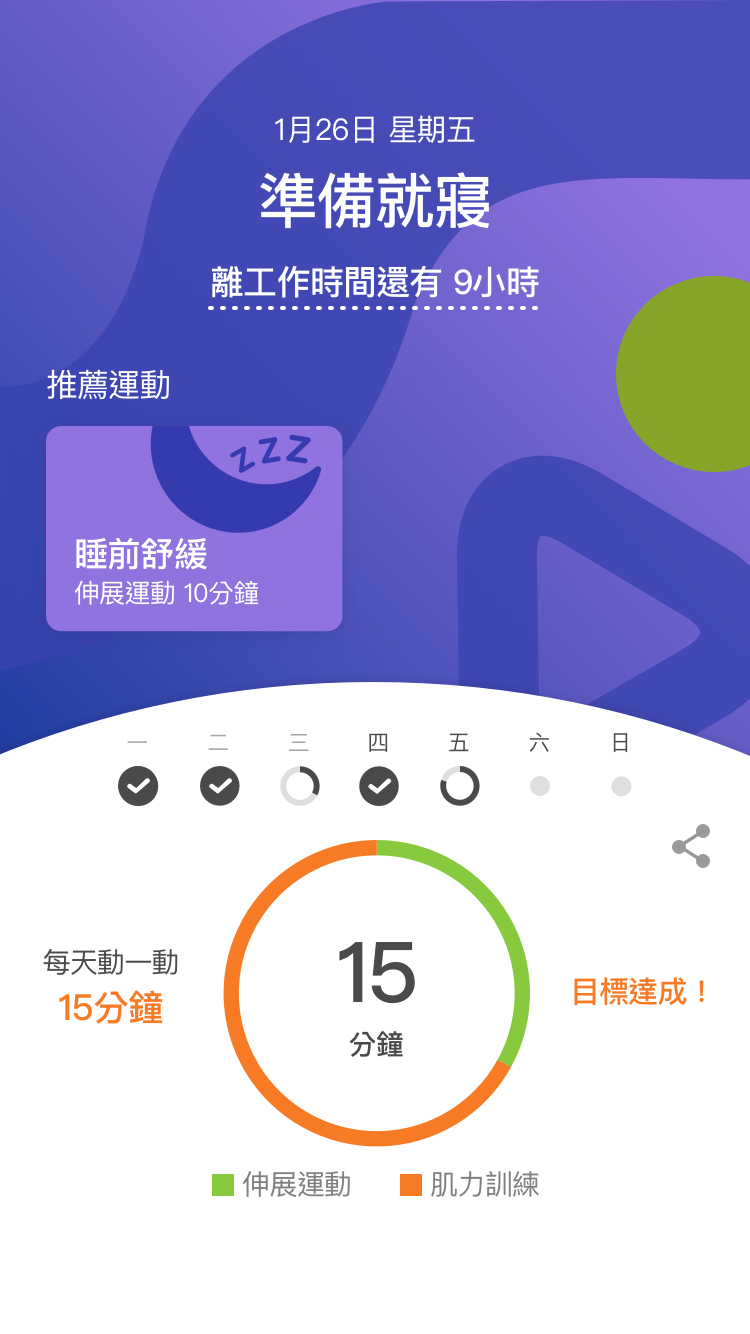 1月26日 星期五
準備就寢
離工作時間還有 9小時
推薦運動
zzZ
睡前舒緩
伸展運動 10分鐘
一 二 三 四 五 六 日
每天動一動
15分鐘
15
分鐘
目標達成！
伸展運動 肌力訓練